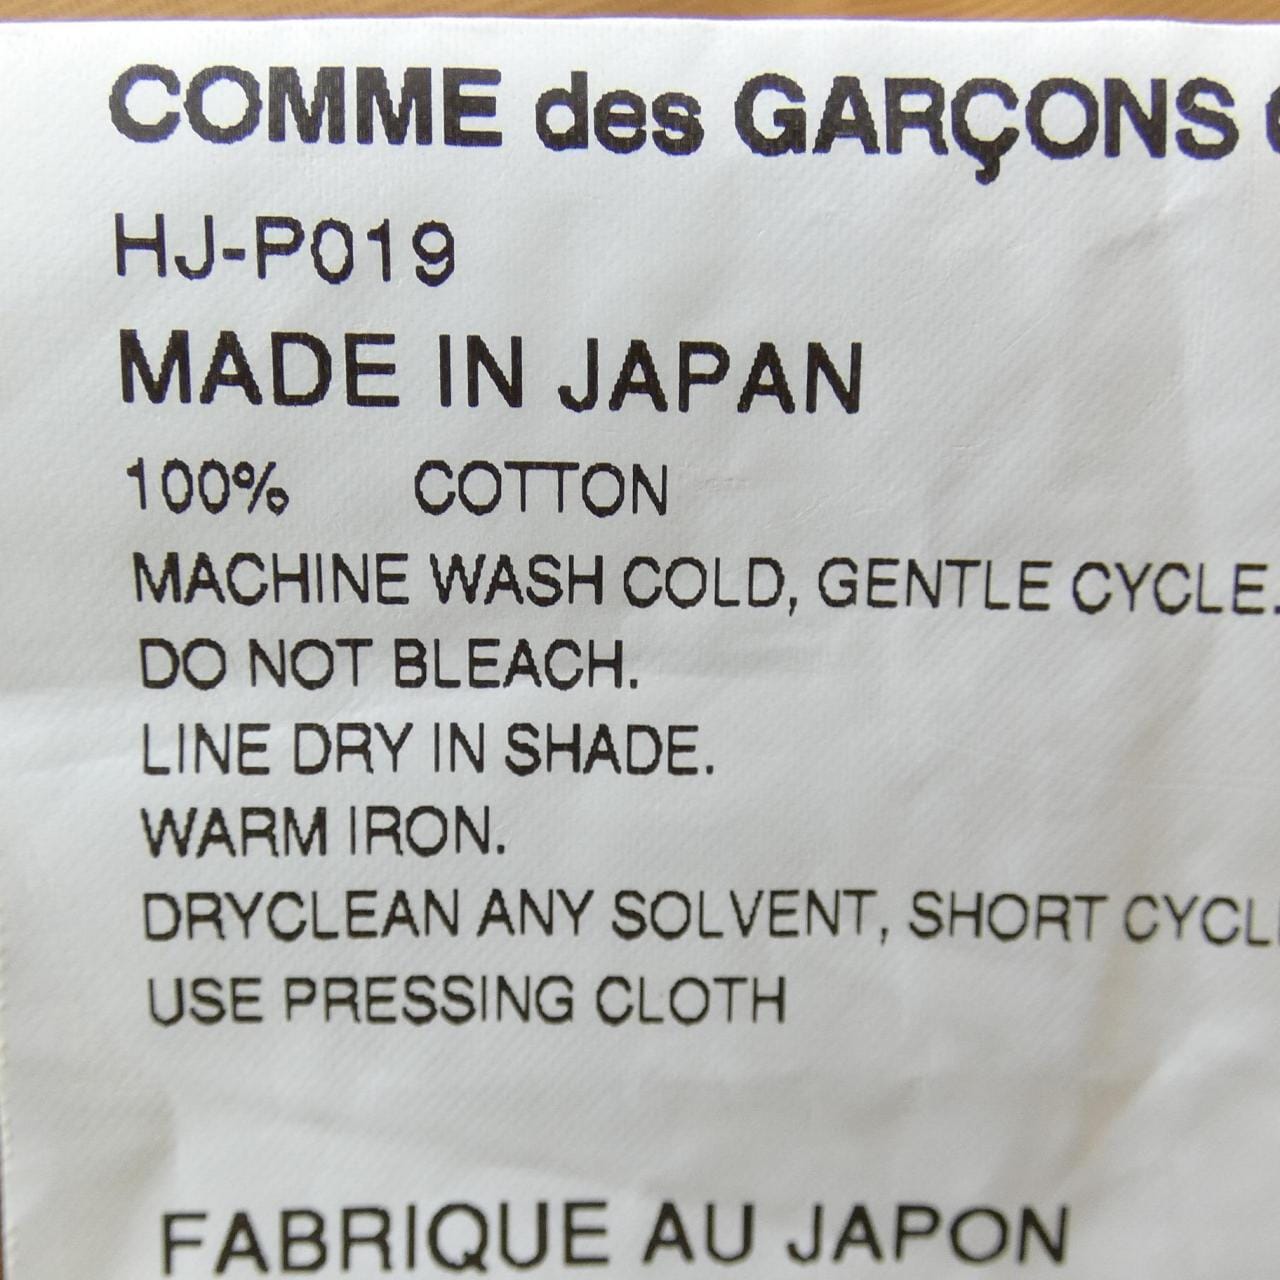 COMME des GARÇONS
HJ-P019
MADE IN JAPAN
100% COTTON
MACHINE WASH COLD, GENTLE CYCLE.
DO NOT BLEACH.
LINE DRY IN SHADE.
WARM IRON.
DRYCLEAN ANY SOLVENT, SHORT CYCL
USE PRESSING CLOTH
FABRIQUE AU JAPON